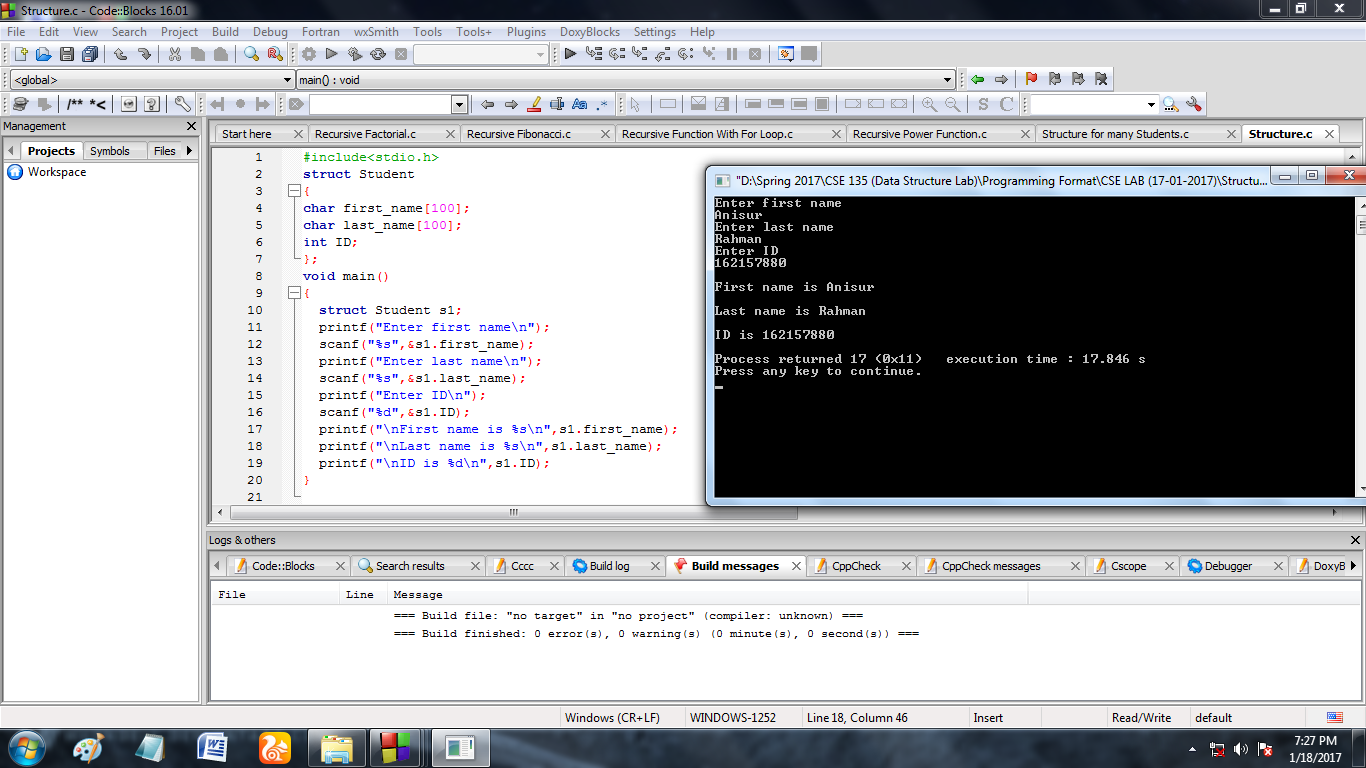 Structure.c - Code::Blocks 16.01
File Edit View Search Project Build Debug Fortran wxSmith Tools Tools+ Plugins DoxyBlocks Settings Help
<global> main() : void
/** *<
Management
Projects Symbols Files
Workspace
Start here Recursive Factorial.c Recursive Fibonacci.c Recursive Function With For Loop.c Recursive Power Function.c Structure for many Students.c Structure.c
1 #include<stdio.h>
2 struct Student
3 {
4 char first_name[100];
5 char last_name[100];
6 int ID;
7 };
8 void main()
9 {
10 struct Student s1;
11 printf("Enter first name\n");
12 scanf("%s",&s1.first_name);
13 printf("Enter last name\n");
14 scanf("%s",&s1.last_name);
15 printf("Enter ID\n");
16 scanf("%d",&s1.ID);
17 printf("\nFirst name is %s\n",s1.first_name);
18 printf("\nLast name is %s\n",s1.last_name);
19 printf("\nID is %d\n",s1.ID);
20 }
21
"D:\Spring 2017\CSE 135 (Data Structure Lab)\Programming Format\CSE LAB (17-01-2017)\Structu...
Enter first name
Anisur
Enter last name
Rahman
Enter ID
162157880
First name is Anisur
Last name is Rahman
ID is 162157880
Process returned 17 (0x11) execution time : 17.846 s
Press any key to continue.
Logs & others
Code::Blocks Search results Cccc Build log Build messages CppCheck CppCheck messages Cscope Debugger DoxyB
File Line Message
=== Build file: "no target" in "no project" (compiler: unknown) ===
=== Build finished: 0 error(s), 0 warning(s) (0 minute(s), 0 second(s)) ===
Windows (CR+LF) WINDOWS-1252 Line 18, Column 46 Insert Read/Write default
7:27 PM
1/18/2017